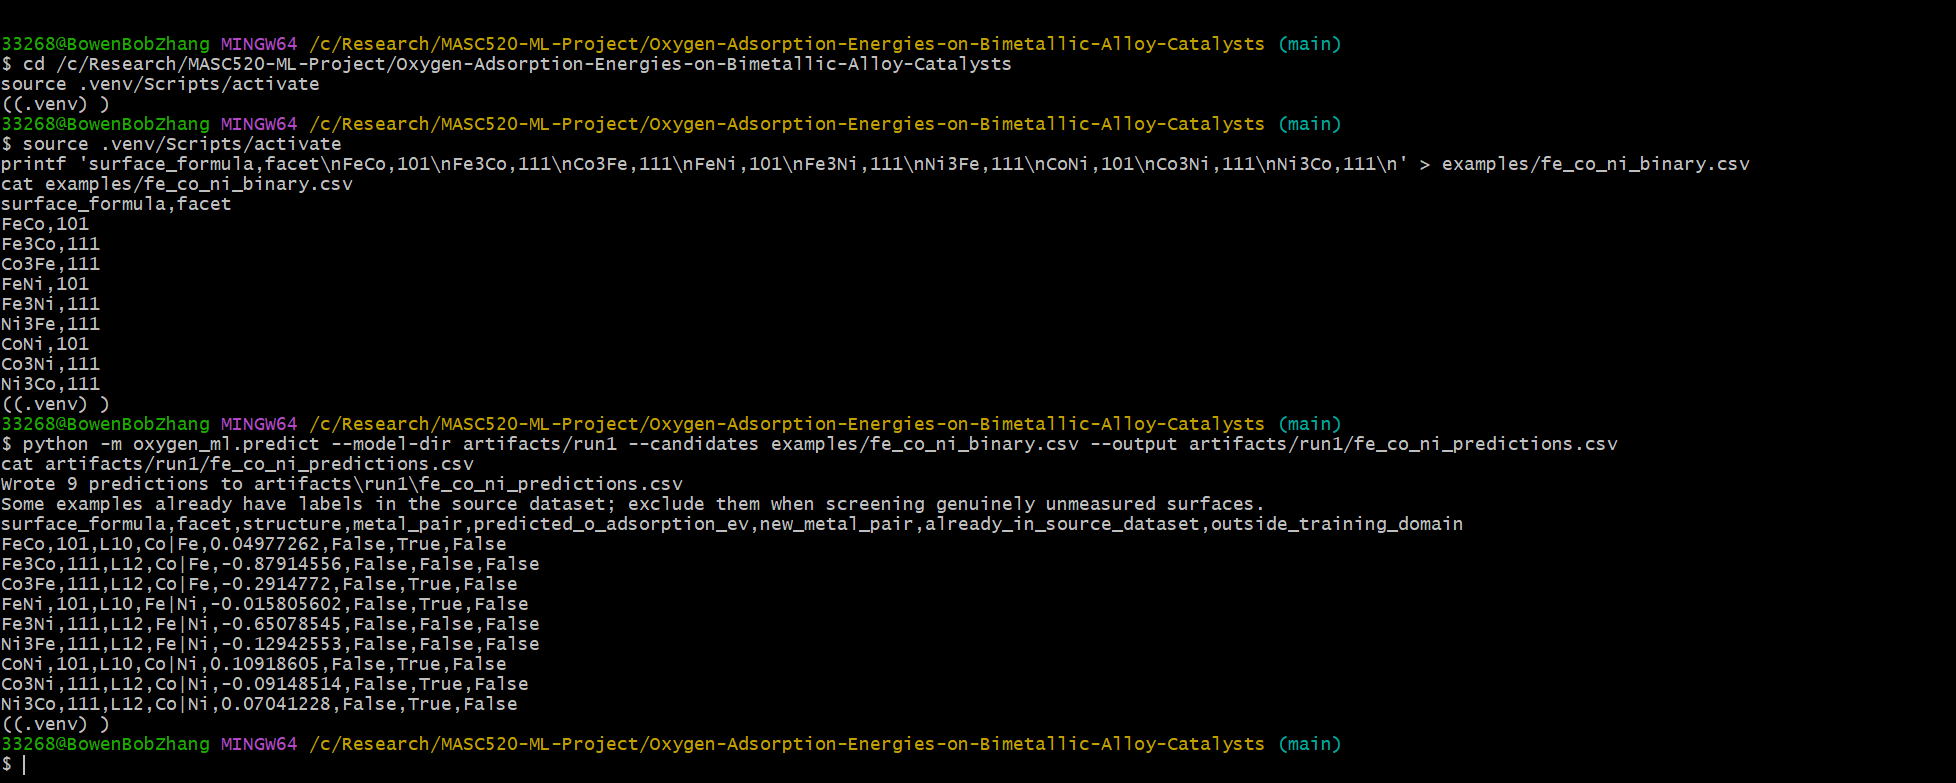 33268@BowenBobZhang MINGW64 /c/Research/MASC520-ML-Project/Oxygen-Adsorption-Energies-on-Bimetallic-Alloy-Catalysts (main)
$ cd /c/Research/MASC520-ML-Project/Oxygen-Adsorption-Energies-on-Bimetallic-Alloy-Catalysts
source .venv/Scripts/activate
((.venv) )
33268@BowenBobZhang MINGW64 /c/Research/MASC520-ML-Project/Oxygen-Adsorption-Energies-on-Bimetallic-Alloy-Catalysts (main)
$ source .venv/Scripts/activate
printf 'surface_formula,facet\nFeCo,101\nFe3Co,111\nCo3Fe,111\nFeNi,101\nFe3Ni,111\nNi3Fe,111\nCoNi,101\nCo3Ni,111\nNi3Co,111\n' > examples/fe_co_ni_binary.csv
cat examples/fe_co_ni_binary.csv
surface_formula,facet
FeCo,101
Fe3Co,111
Co3Fe,111
FeNi,101
Fe3Ni,111
Ni3Fe,111
CoNi,101
Co3Ni,111
Ni3Co,111
((.venv) )
33268@BowenBobZhang MINGW64 /c/Research/MASC520-ML-Project/Oxygen-Adsorption-Energies-on-Bimetallic-Alloy-Catalysts (main)
$ python -m oxygen_ml.predict --model-dir artifacts/run1 --candidates examples/fe_co_ni_binary.csv --output artifacts/run1/fe_co_ni_predictions.csv
cat artifacts/run1/fe_co_ni_predictions.csv
Wrote 9 predictions to artifacts\run1\fe_co_ni_predictions.csv
Some examples already have labels in the source dataset; exclude them when screening genuinely unmeasured surfaces.
surface_formula,facet,structure,metal_pair,predicted_o_adsorption_ev,new_metal_pair,already_in_source_dataset,outside_training_domain
FeCo,101,L10,Co|Fe,0.04977262,False,True,False
Fe3Co,111,L12,Co|Fe,-0.87914556,False,False,False
Co3Fe,111,L12,Co|Fe,-0.2914772,False,True,False
FeNi,101,L10,Fe|Ni,-0.015805602,False,True,False
Fe3Ni,111,L12,Fe|Ni,-0.65078545,False,False,False
Ni3Fe,111,L12,Fe|Ni,-0.12942553,False,False,False
CoNi,101,L10,Co|Ni,0.10918605,False,True,False
Co3Ni,111,L12,Co|Ni,-0.09148514,False,True,False
Ni3Co,111,L12,Co|Ni,0.07041228,False,True,False
((.venv) )
33268@BowenBobZhang MINGW64 /c/Research/MASC520-ML-Project/Oxygen-Adsorption-Energies-on-Bimetallic-Alloy-Catalysts (main)
$